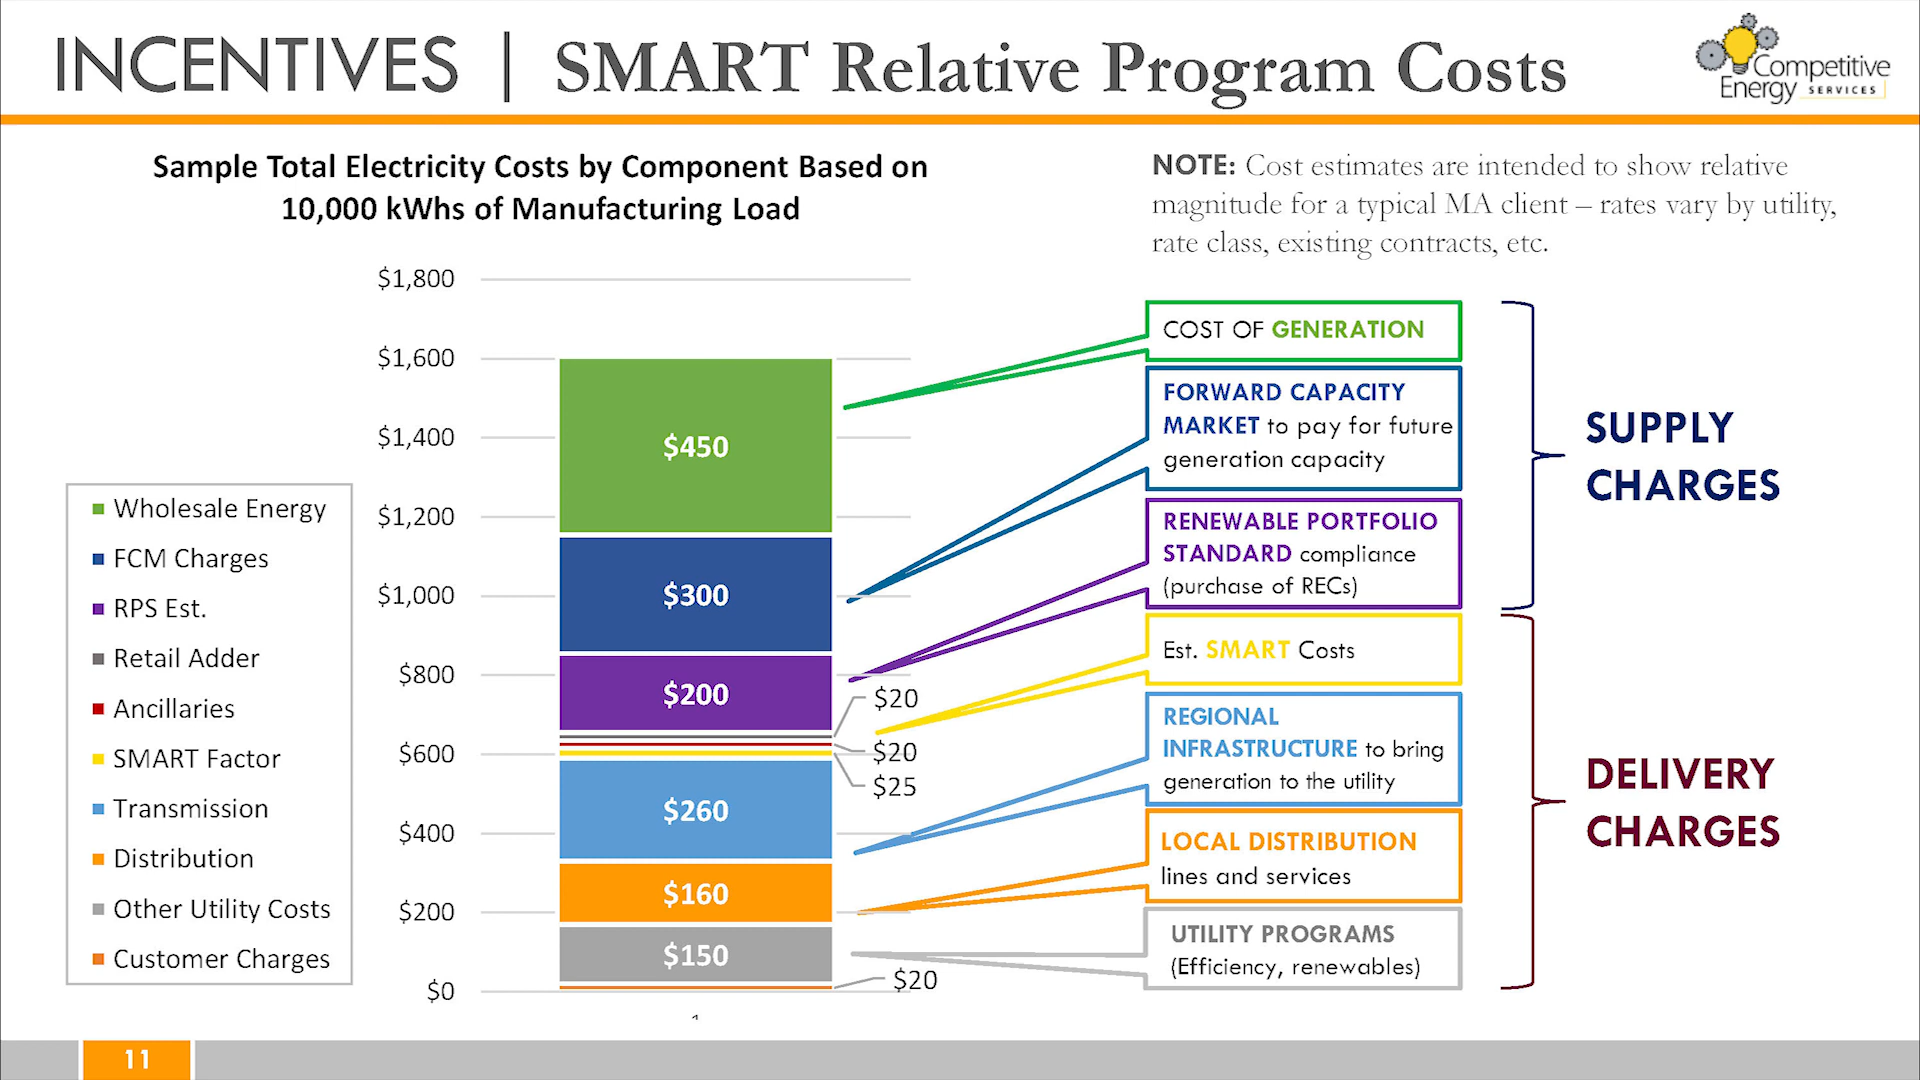 INCENTIVES | SMART Relative Program Costs
Competitive
Energy SERVICES
Sample Total Electricity Costs by Component Based on
10,000 kWhs of Manufacturing Load
NOTE: Cost estimates are intended to show relative
magnitude for a typical MA client – rates vary by utility,
rate class, existing contracts, etc.
$1,800
$1,600
$1,400
$1,200
$1,000
$800
$600
$400
$200
$0
Wholesale Energy
FCM Charges
RPS Est.
Retail Adder
Ancillaries
SMART Factor
Transmission
Distribution
Other Utility Costs
Customer Charges
$450
$300
$200
$20
$20
$25
$260
$160
$150
$20
COST OF GENERATION
FORWARD CAPACITY
MARKET to pay for future
generation capacity
RENEWABLE PORTFOLIO
STANDARD compliance
(purchase of RECs)
Est. SMART Costs
REGIONAL
INFRASTRUCTURE to bring
generation to the utility
LOCAL DISTRIBUTION
lines and services
UTILITY PROGRAMS
(Efficiency, renewables)
SUPPLY
CHARGES
DELIVERY
CHARGES
11